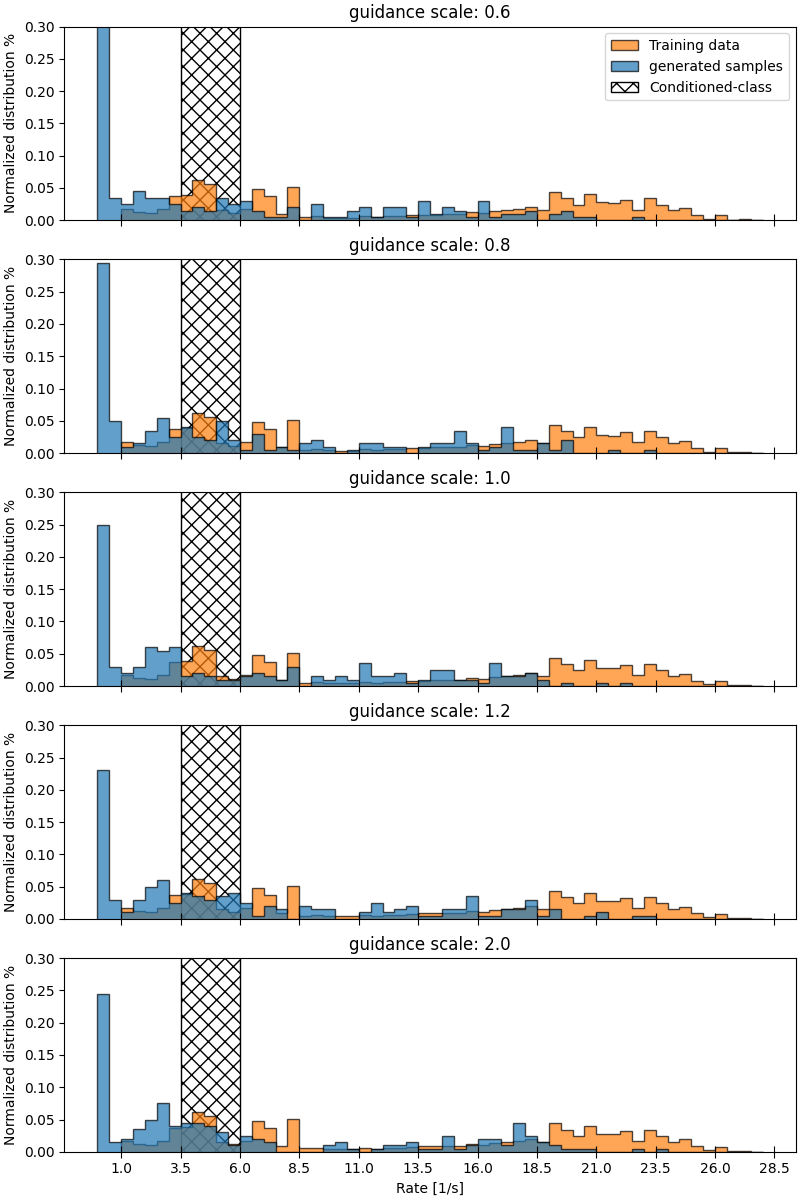 guidance scale: 0.6
Normalized distribution %
0.30
0.25
0.20
0.15
0.10
0.05
0.00
Training data
generated samples
Conditioned-class
guidance scale: 0.8
Normalized distribution %
0.30
0.25
0.20
0.15
0.10
0.05
0.00
guidance scale: 1.0
Normalized distribution %
0.30
0.25
0.20
0.15
0.10
0.05
0.00
guidance scale: 1.2
Normalized distribution %
0.30
0.25
0.20
0.15
0.10
0.05
0.00
guidance scale: 2.0
Normalized distribution %
0.30
0.25
0.20
0.15
0.10
0.05
0.00
1.0 3.5 6.0 8.5 11.0 13.5 16.0 18.5 21.0 23.5 26.0 28.5
Rate [1/s]